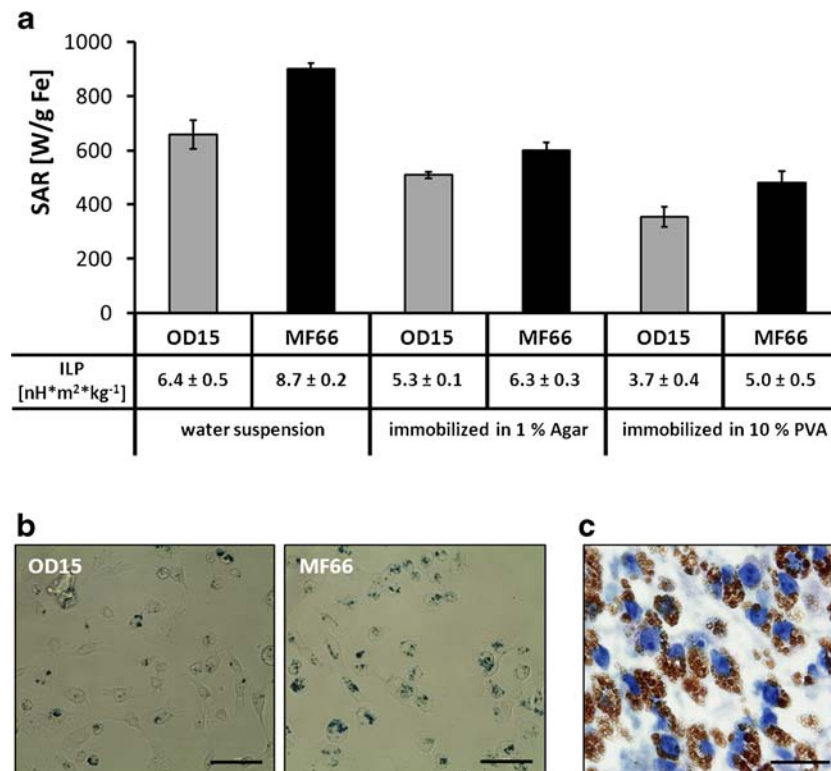 a
1000
800
600
400
200
0
SAR [W/g Fe]
OD15 MF66 OD15 MF66 OD15 MF66
ILP
[nH*m²*kg⁻¹]
6.4 ± 0.5 8.7 ± 0.2 5.3 ± 0.1 6.3 ± 0.3 3.7 ± 0.4 5.0 ± 0.5
water suspension immobilized in 1 % Agar immobilized in 10 % PVA
b c
OD15 MF66